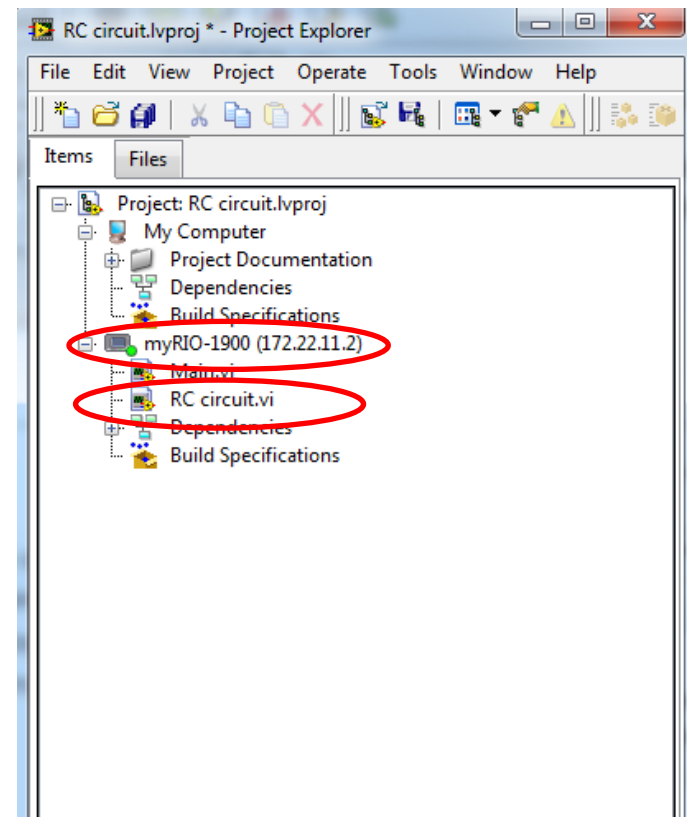 RC circuit.lvproj * - Project Explorer
File Edit View Project Operate Tools Window Help
Items Files
Project: RC circuit.lvproj
My Computer
Project Documentation
Dependencies
Build Specifications
myRIO-1900 (172.22.11.2)
Main.vi
RC circuit.vi
Dependencies
Build Specifications